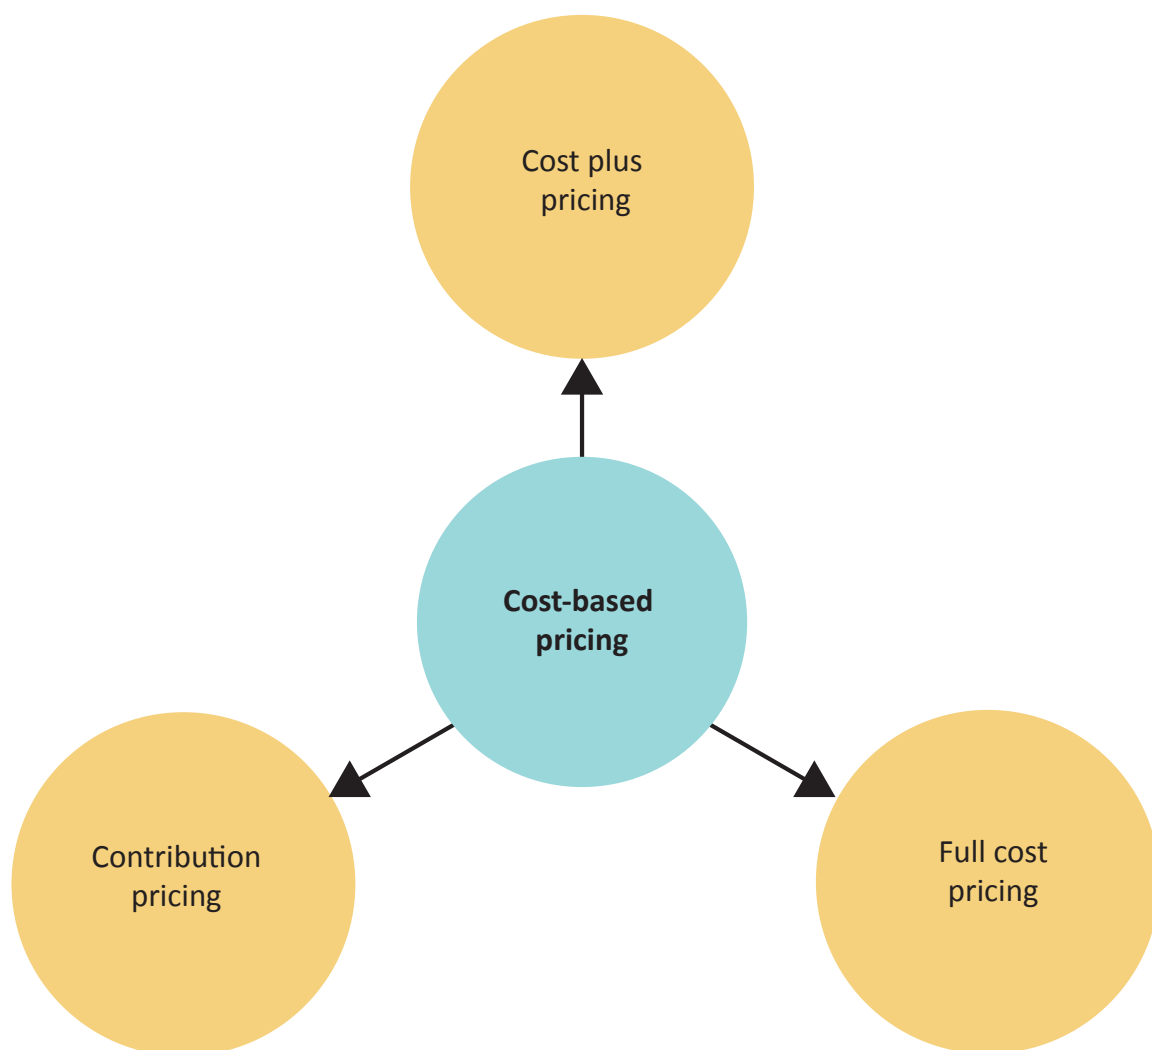 Cost plus
pricing
Cost-based
pricing
Contribution
pricing
Full cost
pricing